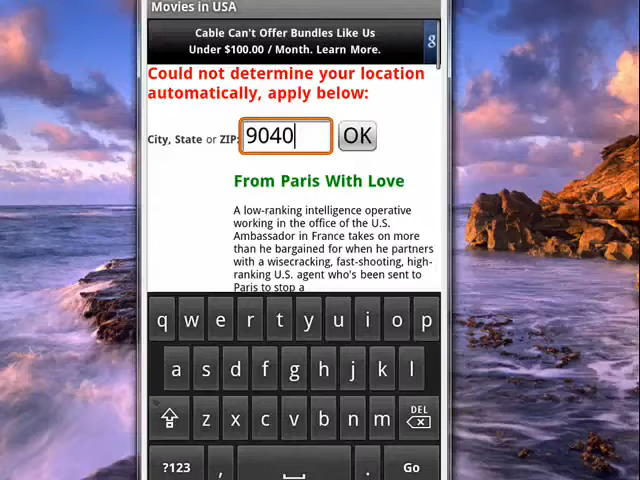 Movies in USA
Cable Can't Offer Bundles Like Us
Under $100.00 / Month. Learn More.
g
Could not determine your location
automatically, apply below:
City, State or ZIP: 9040 OK
From Paris With Love
A low-ranking intelligence operative
working in the office of the U.S.
Ambassador in France takes on more
than he bargained for when he partners
with a wisecracking, fast-shooting, high-
ranking U.S. agent who's been sent to
Paris to stop a
q w e r t y u i o p
a s d f g h j k l
z x c v b n m DEL
?123 , . Go